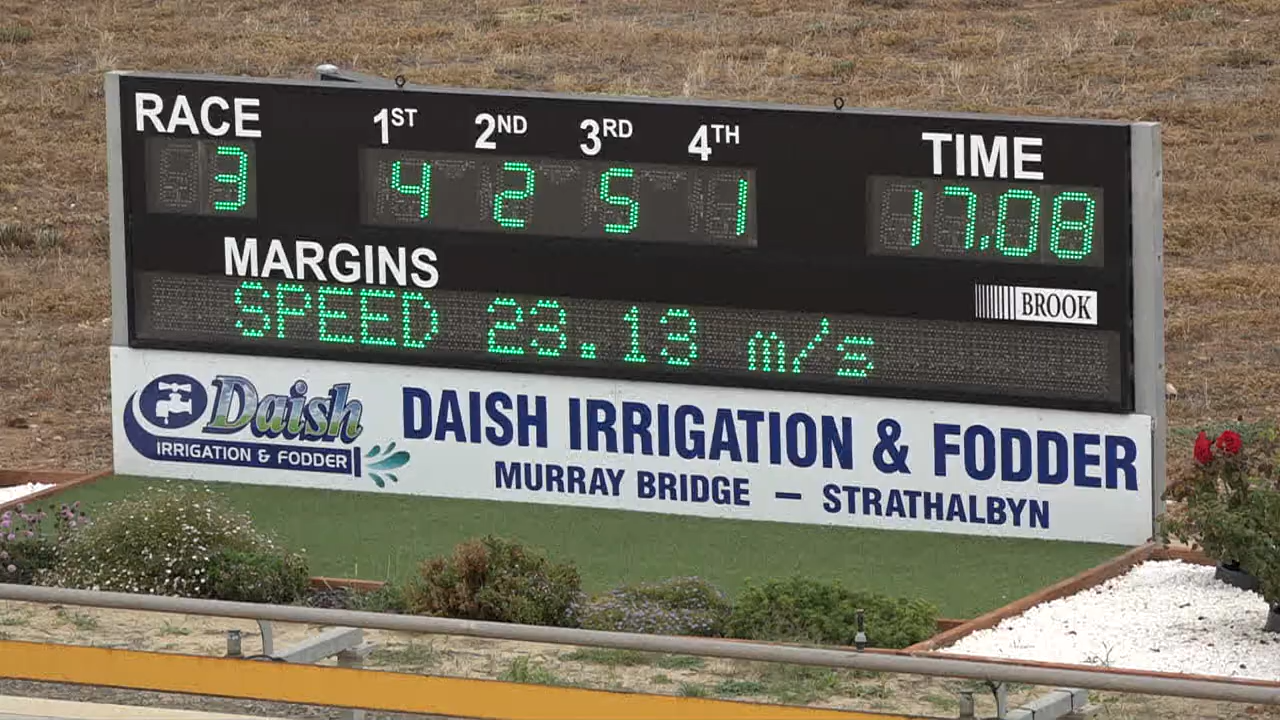 RACE 1ST 2ND 3RD 4TH TIME
3 4 2 5 1 17.08
MARGINS
BROOK
SPEED 23.13 m/s
Daish
IRRIGATION & FODDER
DAISH IRRIGATION & FODDER
MURRAY BRIDGE – STRATHALBYN